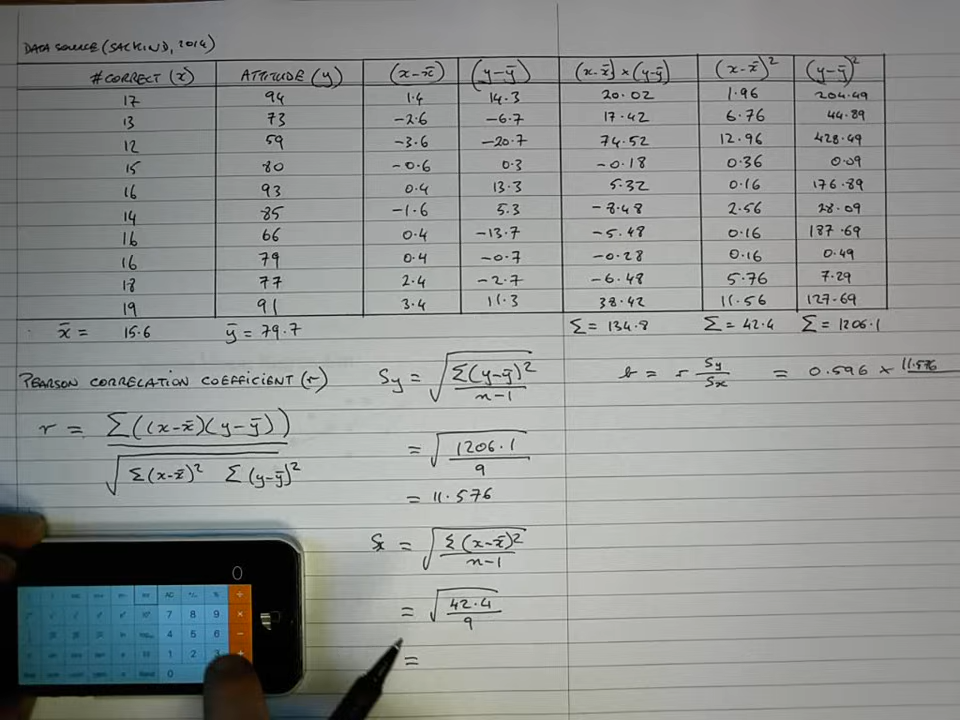 DATA SOURCE (SACKIND, 2014)
#CORRECT (x) ATTITUDE (y) (x-x̄) (y-ȳ) (x-x̄)×(y-ȳ) (x-x̄)² (y-ȳ)²
17 94 1.4 14.3 20.02 1.96 204.49
13 73 -2.6 -6.7 17.42 6.76 44.89
12 59 -3.6 -20.7 74.52 12.96 428.49
15 80 -0.6 0.3 -0.18 0.36 0.09
16 93 0.4 13.3 5.32 0.16 176.89
14 85 -1.6 5.3 -8.48 2.56 28.09
16 66 0.4 -13.7 -5.48 0.16 187.69
16 79 0.4 -0.7 -0.28 0.16 0.49
18 77 2.4 -2.7 -6.48 5.76 7.29
19 91 3.4 11.3 38.42 11.56 127.69
x̄ = 15.6 ȳ = 79.7 Σ = 134.8 Σ = 42.4 Σ = 1206.1
PEARSON CORRELATION COEFFICIENT (r) Sy = √(Σ(y-ȳ)² / n-1) b = r Sy/Sx = 0.596 × 11.576
r = Σ((x-x̄)(y-ȳ)) / √(Σ(x-x̄)² Σ(y-ȳ)²)
= √(1206.1 / 9)
= 11.576
Sx = √(Σ(x-x̄)² / n-1)
= √(42.4 / 9)
=
0
AC +/- % ÷
7 8 9 ×
4 5 6 −
1 2 3 +
0